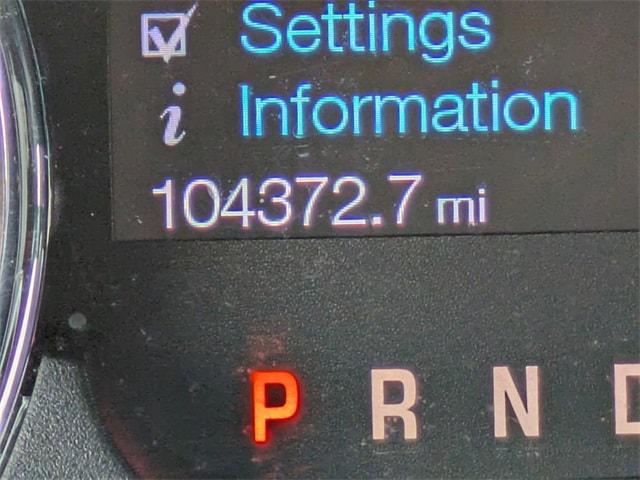 Settings
i Information
104372.7 mi
P R N D